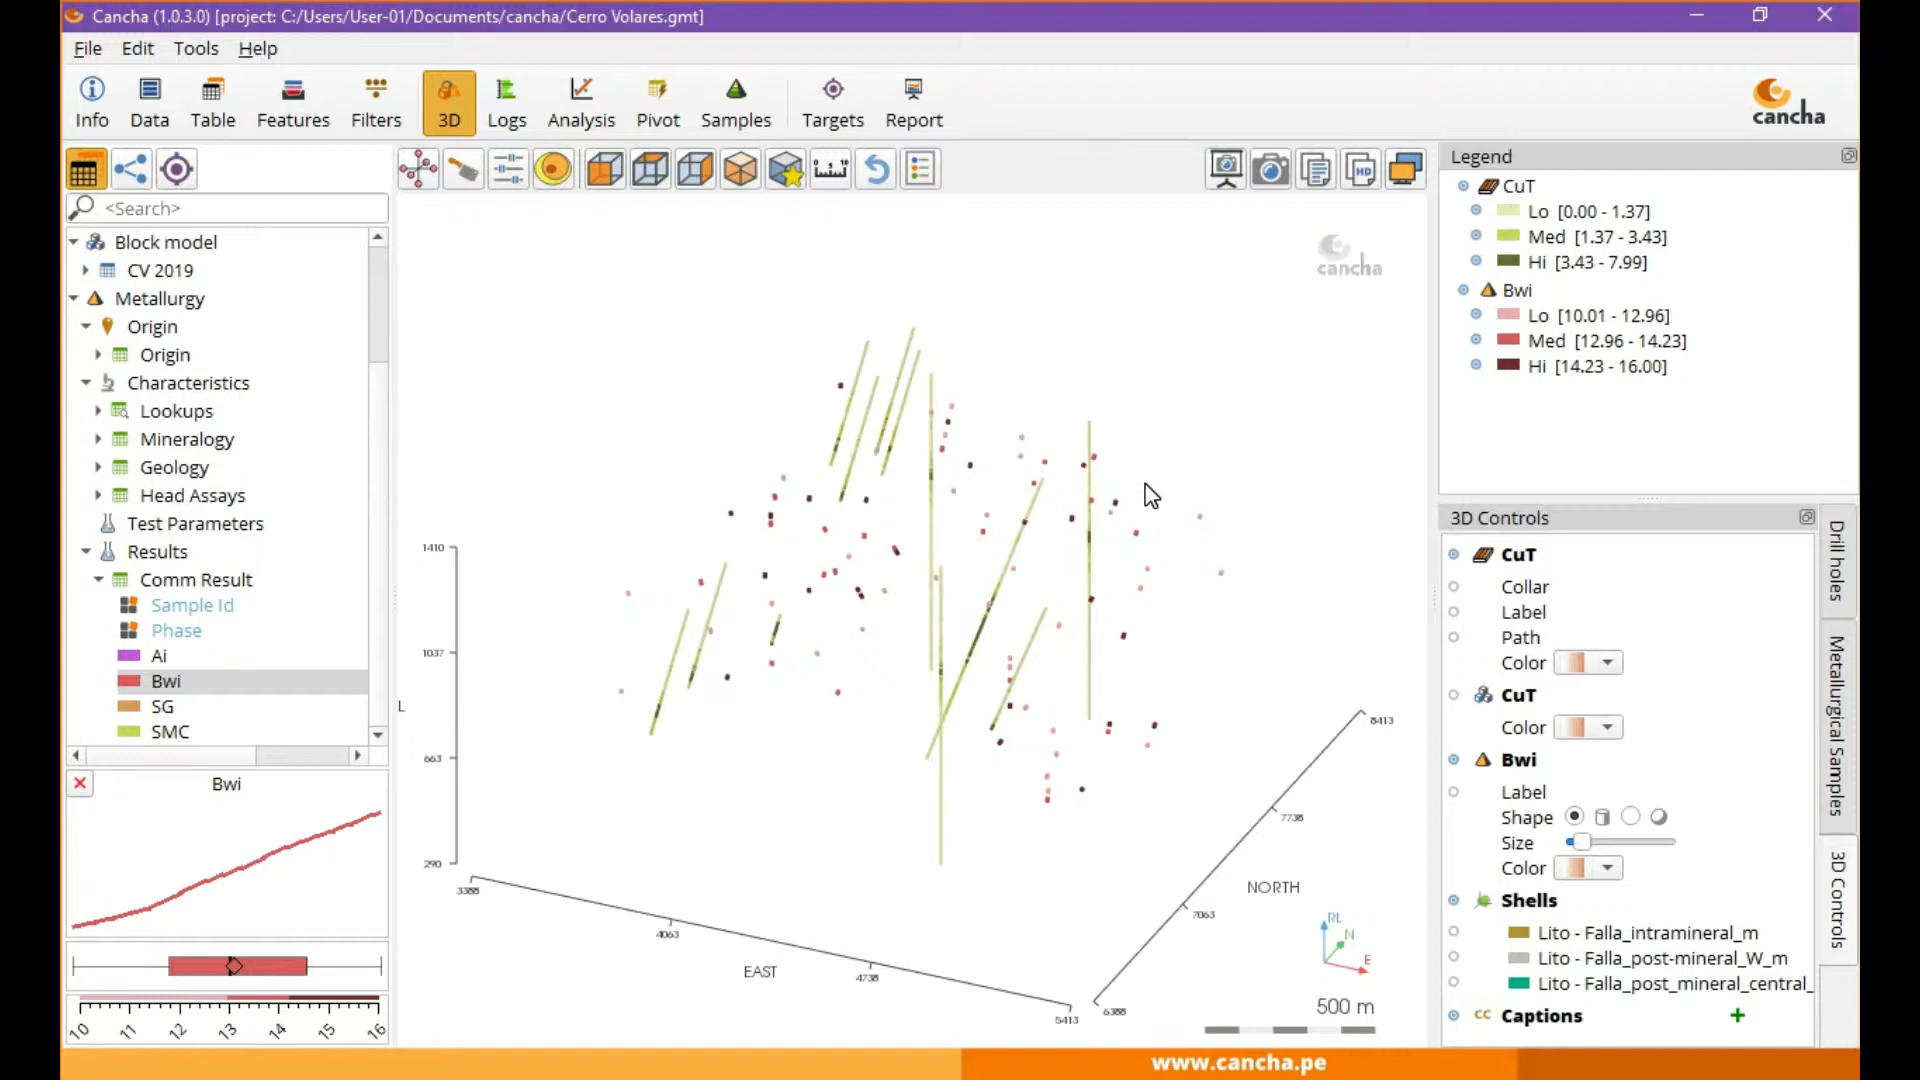 Cancha (1.0.3.0) [project: C:/Users/User-01/Documents/cancha/Cerro Volares.gmt]
File Edit Tools Help
Info Data Table Features Filters 3D Logs Analysis Pivot Samples Targets Report
cancha
<Search>
Block model
CV 2019
Metallurgy
Origin
Origin
Characteristics
Lookups
Mineralogy
Geology
Head Assays
Test Parameters
Results
Comm Result
Sample Id
Phase
Ai
Bwi
SG
SMC
Bwi
10 11 12 13 14 15 16
HD
cancha
L
1410
1037
663
290
3388
4063
4738
5413
EAST
6388
7063
7738
8413
NORTH
RL
N
E
500 m
Legend
CuT
Lo [0.00 - 1.37]
Med [1.37 - 3.43]
Hi [3.43 - 7.99]
Bwi
Lo [10.01 - 12.96]
Med [12.96 - 14.23]
Hi [14.23 - 16.00]
3D Controls
CuT
Collar
Label
Path
Color
CuT
Color
Bwi
Label
Shape
Size
Color
Shells
Lito - Falla_intramineral_m
Lito - Falla_post-mineral_W_m
Lito - Falla_post_mineral_central_
CC Captions
Drill holes
Metallurgical Samples
3D Controls
www.cancha.pe